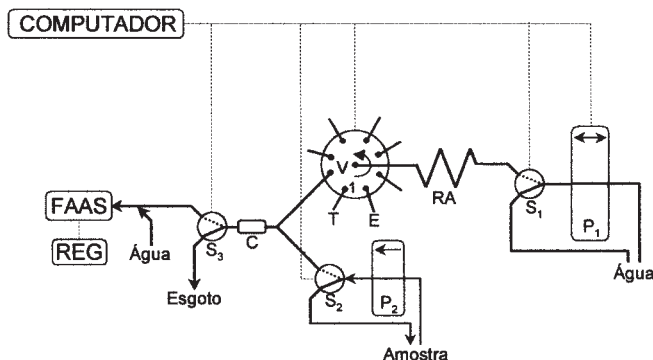 COMPUTADOR
V
1
T
E
RA
S1
P1
Água
FAAS
REG
Água
S3
C
Esgoto
S2
P2
Amostra